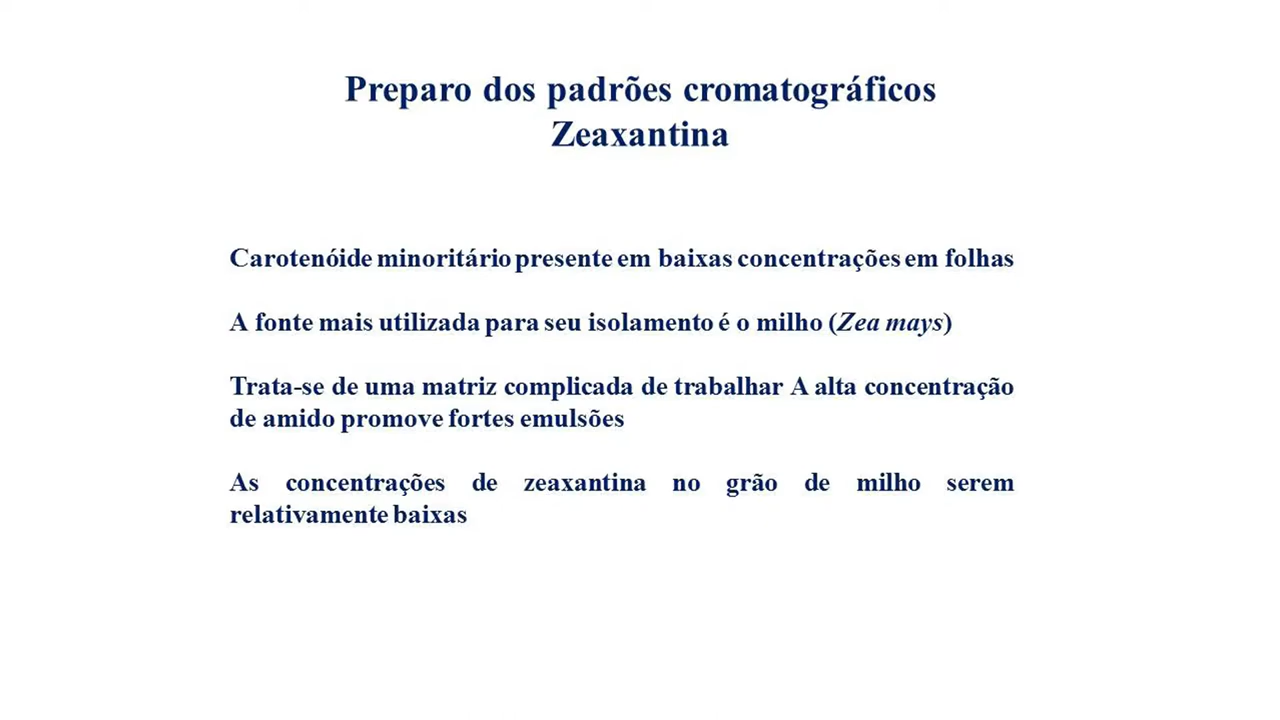 Preparo dos padrões cromatográficos
Zeaxantina
Carotenóide minoritário presente em baixas concentrações em folhas
A fonte mais utilizada para seu isolamento é o milho (Zea mays)
Trata-se de uma matriz complicada de trabalhar A alta concentração
de amido promove fortes emulsões
As concentrações de zeaxantina no grão de milho serem
relativamente baixas